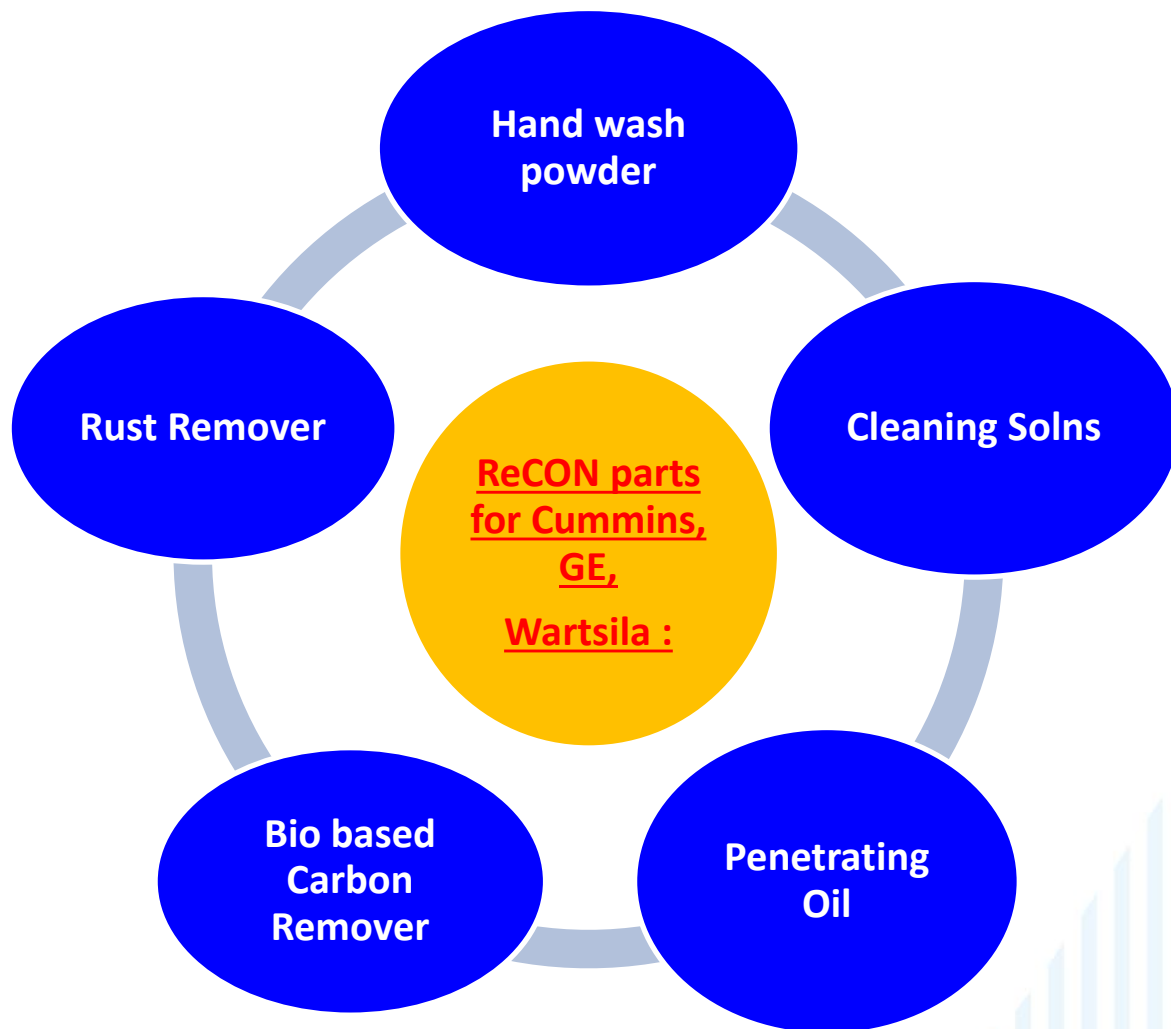 Hand wash
powder
Cleaning Solns
Penetrating
Oil
Bio based
Carbon
Remover
Rust Remover
ReCON parts
for Cummins,
GE,
Wartsila :